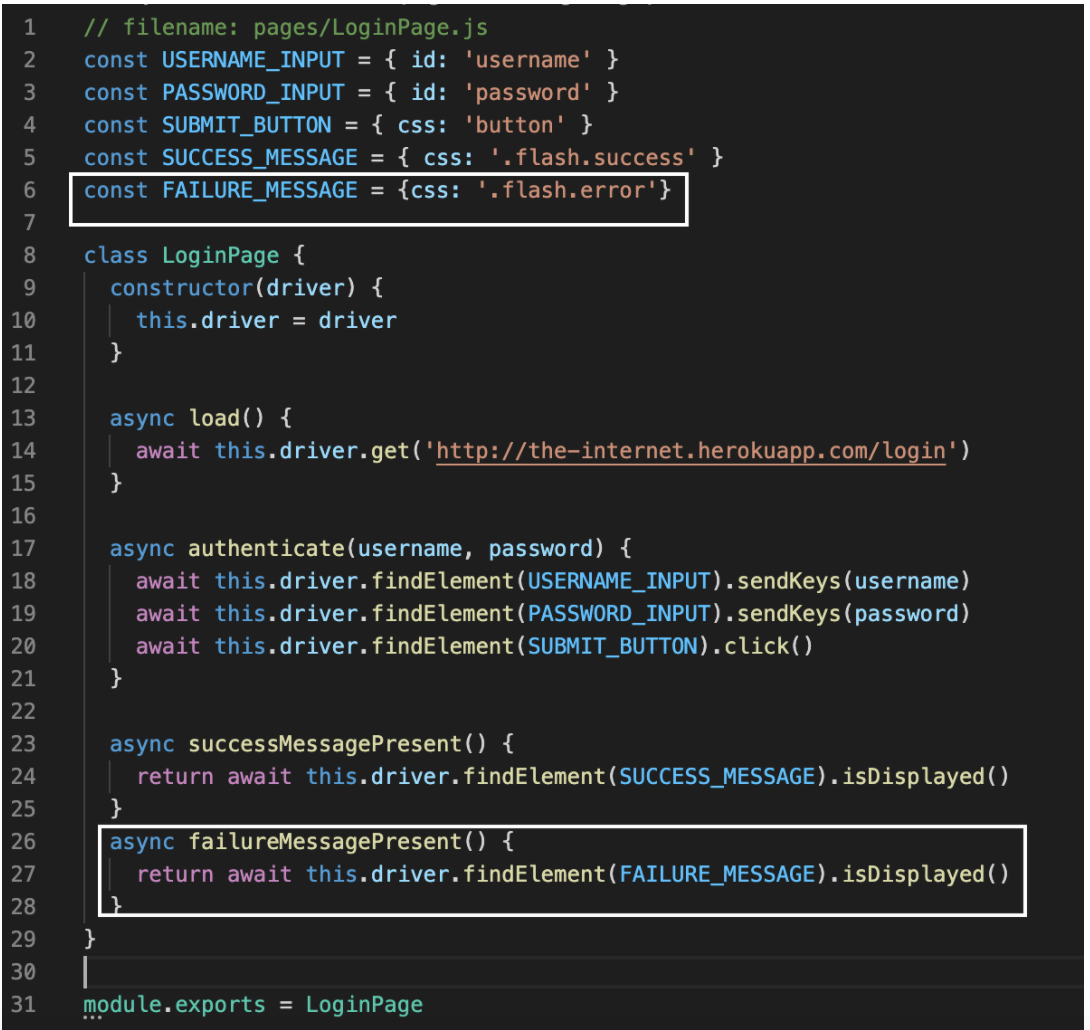 1 // filename: pages/LoginPage.js
2 const USERNAME_INPUT = { id: 'username' }
3 const PASSWORD_INPUT = { id: 'password' }
4 const SUBMIT_BUTTON = { css: 'button' }
5 const SUCCESS_MESSAGE = { css: '.flash.success' }
6 const FAILURE_MESSAGE = {css: '.flash.error'}
7
8 class LoginPage {
9   constructor(driver) {
10     this.driver = driver
11   }
12
13   async load() {
14     await this.driver.get('http://the-internet.herokuapp.com/login')
15   }
16
17   async authenticate(username, password) {
18     await this.driver.findElement(USERNAME_INPUT).sendKeys(username)
19     await this.driver.findElement(PASSWORD_INPUT).sendKeys(password)
20     await this.driver.findElement(SUBMIT_BUTTON).click()
21   }
22
23   async successMessagePresent() {
24     return await this.driver.findElement(SUCCESS_MESSAGE).isDisplayed()
25   }
26   async failureMessagePresent() {
27     return await this.driver.findElement(FAILURE_MESSAGE).isDisplayed()
28   }
29 }
30
31 module.exports = LoginPage